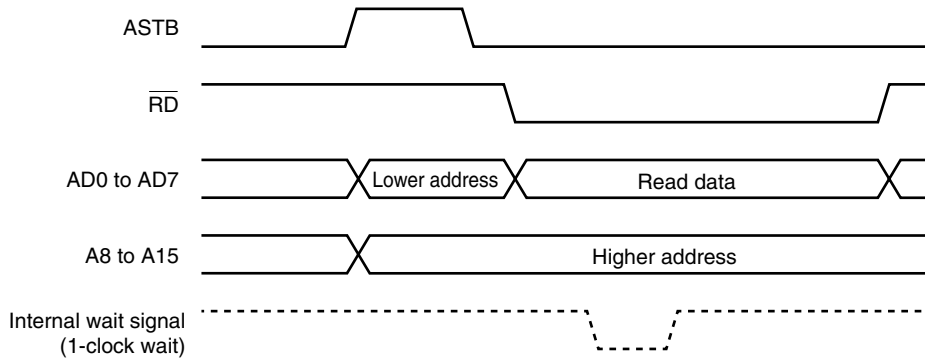 ASTB
RD
AD0 to AD7 Lower address Read data
A8 to A15 Higher address
Internal wait signal
(1-clock wait)